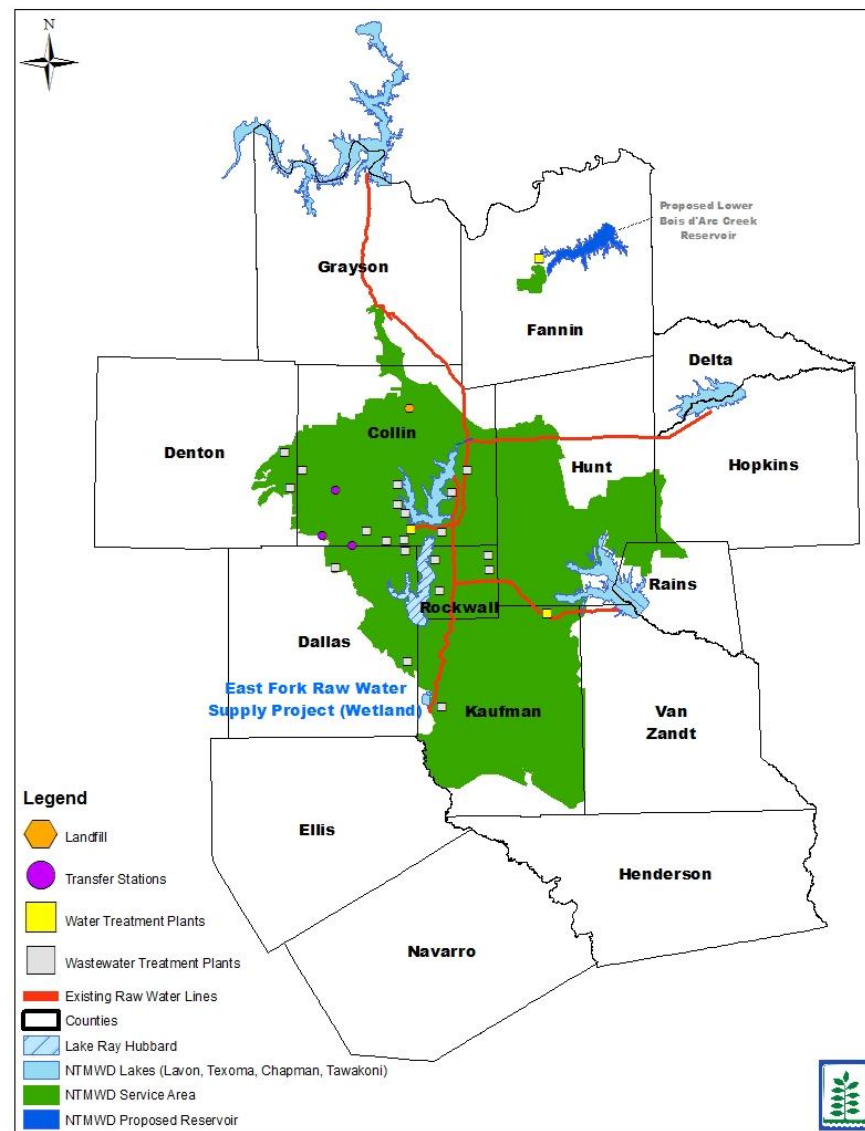 N
Proposed Lower
Bois d'Arc Creek
Reservoir
Grayson
Fannin
Delta
Collin
Denton
Hunt
Hopkins
Rains
Rockwall
Dallas
East Fork Raw Water
Supply Project (Wetland)
Kaufman
Van
Zandt
Ellis
Henderson
Navarro
Legend
Landfill
Transfer Stations
Water Treatment Plants
Wastewater Treatment Plants
Existing Raw Water Lines
Counties
Lake Ray Hubbard
NTMWD Lakes (Lavon, Texoma, Chapman, Tawakoni)
NTMWD Service Area
NTMWD Proposed Reservoir